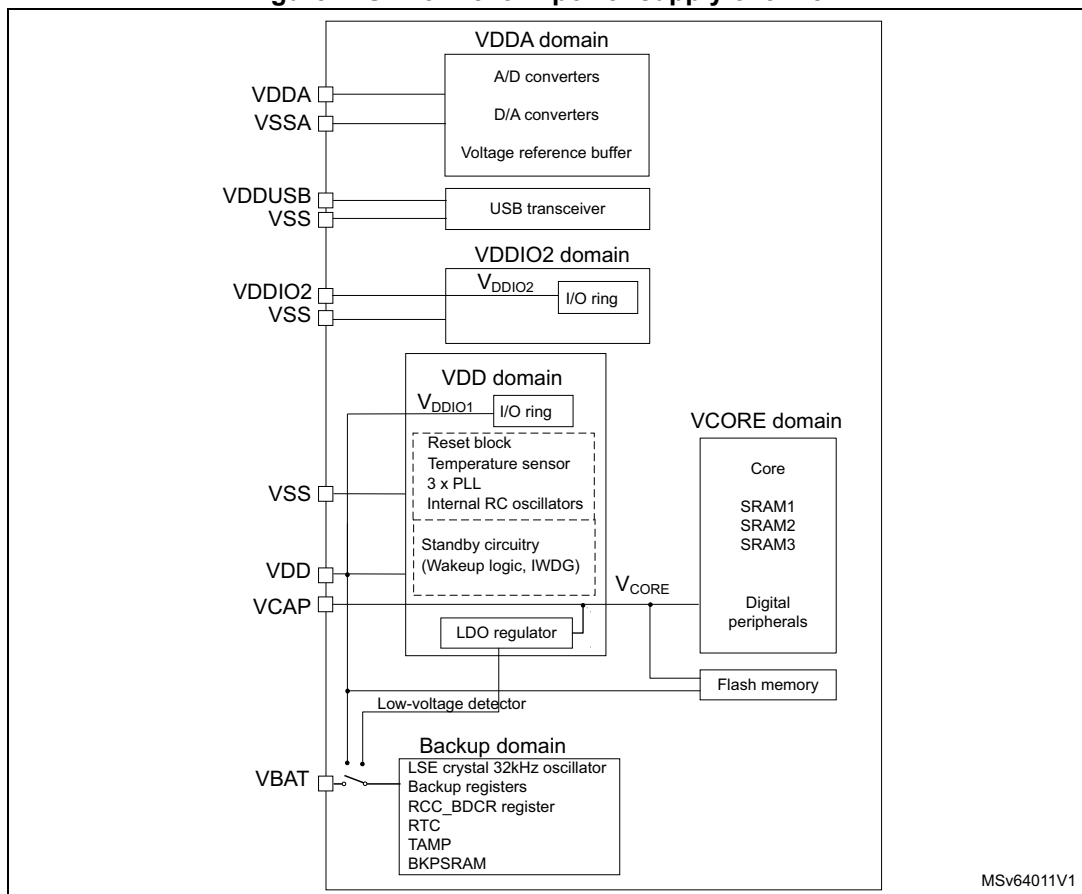 VDDA domain
A/D converters
D/A converters
Voltage reference buffer
VDDA
VSSA
VDDUSB
VSS
USB transceiver
VDDIO2 domain
VDDIO2
I/O ring
VDDIO2
VSS
VDD domain
VDDIO1
I/O ring
Reset block
Temperature sensor
3 x PLL
Internal RC oscillators
Standby circuitry
(Wakeup logic, IWDG)
VSS
VDD
VCAP
LDO regulator
VCORE
VCORE domain
Core
SRAM1
SRAM2
SRAM3
Digital
peripherals
Flash memory
Low-voltage detector
Backup domain
VBAT
LSE crystal 32kHz oscillator
Backup registers
RCC_BDCR register
RTC
TAMP
BKPSRAM
MSv64011V1